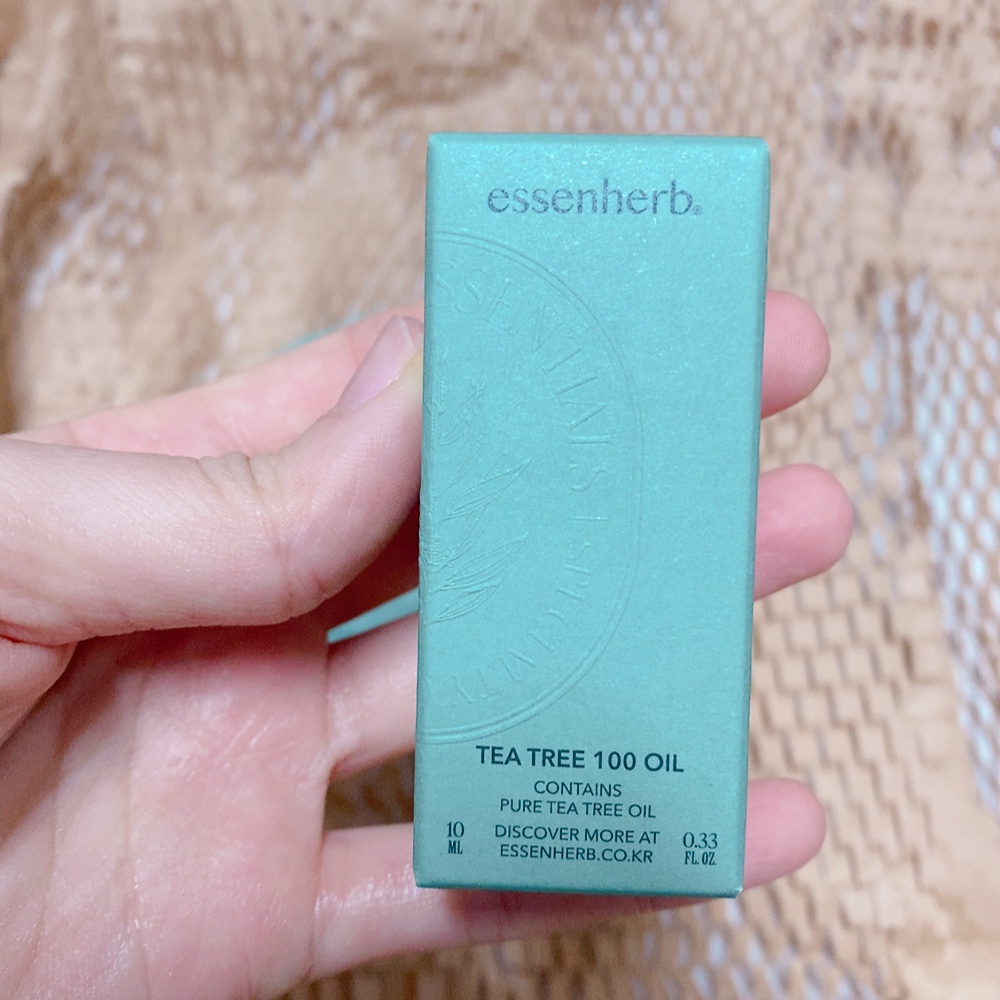 essenherb®
TEA TREE 100 OIL
CONTAINS
PURE TEA TREE OIL
10
ML
DISCOVER MORE AT
ESSENHERB.CO.KR
0.33
FL. OZ.